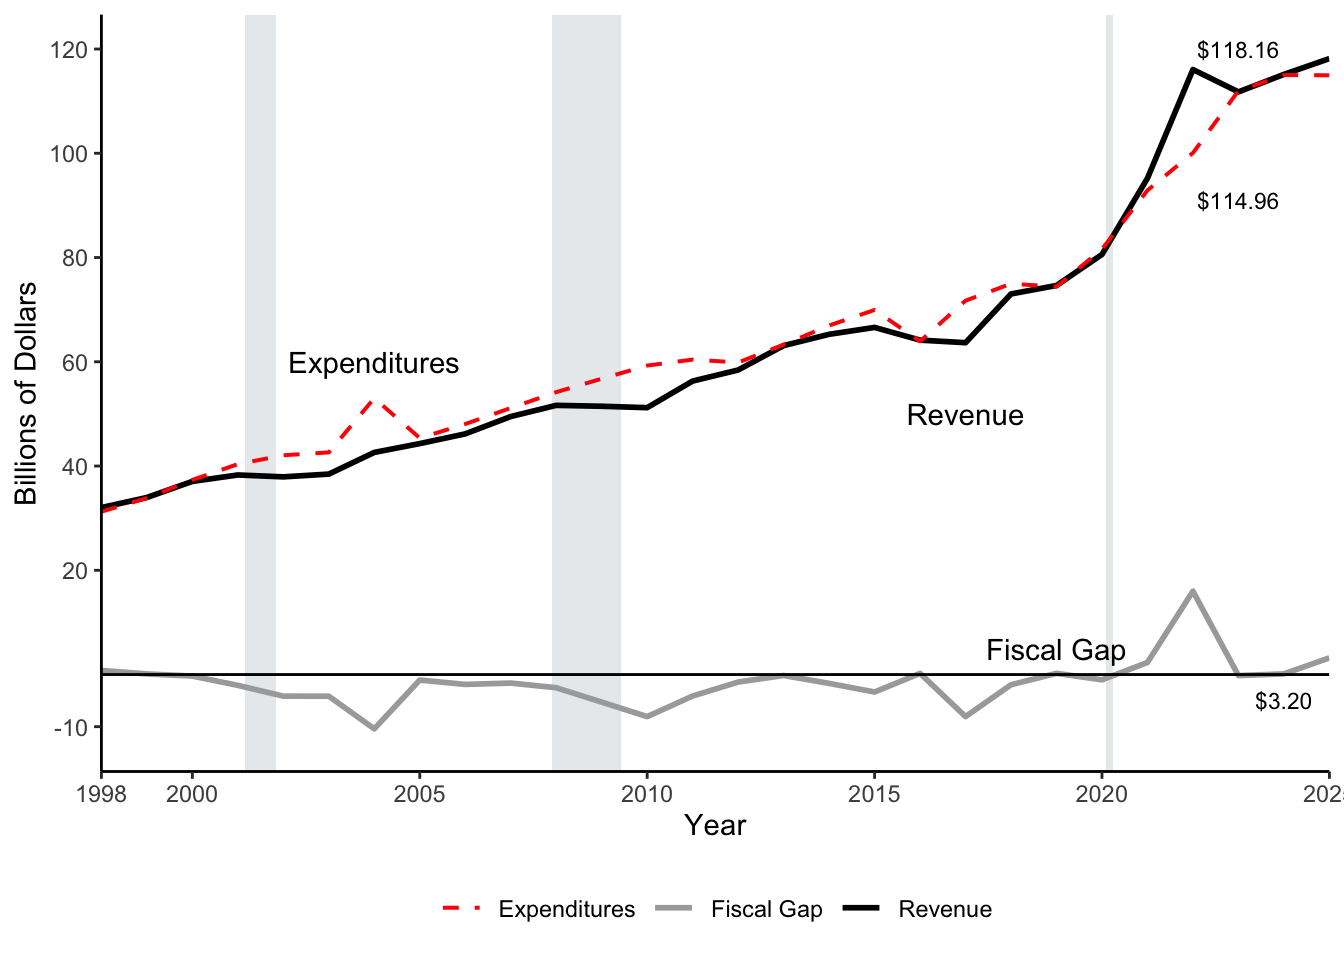 120
$118.16
100
$114.96
80
60
Expenditures
Revenue
Billions of Dollars
40
20
Fiscal Gap
$3.20
-10
1998 2000 2005 2010 2015 2020
Year
Expenditures Fiscal Gap Revenue